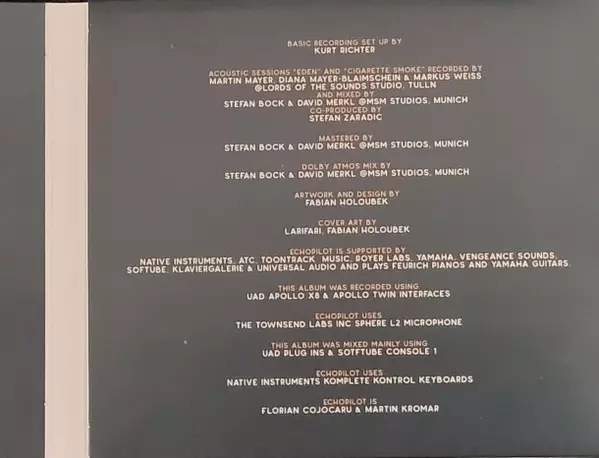 BASIC RECORDING SET UP BY
KURT RICHTER
ACOUSTIC SESSIONS "EDEN" AND "CIGARETTE SMOKE" RECORDED BY
MARTIN MAYER, DIANA MAYER-BLAIMSCHEIN & MARKUS WEISS
@LORDS OF THE SOUNDS STUDIO, TULLN
AND MIXED BY
STEFAN BOCK & DAVID MERKL @MSM STUDIOS, MUNICH
CO-PRODUCED BY
STEFAN ZARADIC
MASTERED BY
STEFAN BOCK & DAVID MERKL @MSM STUDIOS, MUNICH
DOLBY ATMOS MIX BY
STEFAN BOCK & DAVID MERKL @MSM STUDIOS, MUNICH
ARTWORK AND DESIGN BY
FABIAN HOLOUBEK
COVER ART BY
LARIFARI, FABIAN HOLOUBEK
ECHOPILOT IS SUPPORTED BY
NATIVE INSTRUMENTS, ATC, TOONTRACK, MUSIC, ROYER LABS, YAMAHA, VENGEANCE SOUNDS,
SOFTUBE, KLAVIERGALERIE & UNIVERSAL AUDIO AND PLAYS FEURICH PIANOS AND YAMAHA GUITARS.
THIS ALBUM WAS RECORDED USING
UAD APOLLO X8 & APOLLO TWIN INTERFACES
ECHOPILOT USES
THE TOWNSEND LABS INC SPHERE L2 MICROPHONE
THIS ALBUM WAS MIXED MAINLY USING
UAD PLUG INS & SOTFTUBE CONSOLE 1
ECHOPILOT USES
NATIVE INSTRUMENTS KOMPLETE KONTROL KEYBOARDS
ECHOPILOT IS
FLORIAN COJOCARU & MARTIN KROMAR